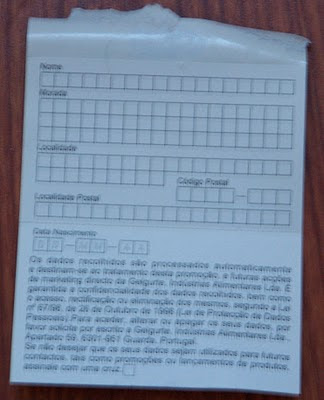 Nome
Morada
Localidade
Código Postal
Localidade Postal
Data Nascimento
D D — M M — A A
Os dados recolhidos são processados automaticamente
e destinam-se ao tratamento desta promoção, e futuras acções
de marketing directo da Gelgurte, Indústrias Alimentares Lda. É
garantida a confidencialidade dos dados recolhidos, bem como
o acesso, rectificação ou eliminação dos mesmos, segundo a Lei
nº 67/98, de 26 de Outubro de 1998 (Lei de Protecção de Dados
Pessoais). Para aceder, alterar ou apagar os seus dados, por
favor solicite por escrito a Gelgurte, Indústrias Alimentares Lda.,
Apartado 59, 6301-951 Guarda, Portugal.
Se não desejar que os seus dados sejam utilizados para futuros
contactos, tais como promoções ou lançamentos de produtos,
assinale com uma cruz.